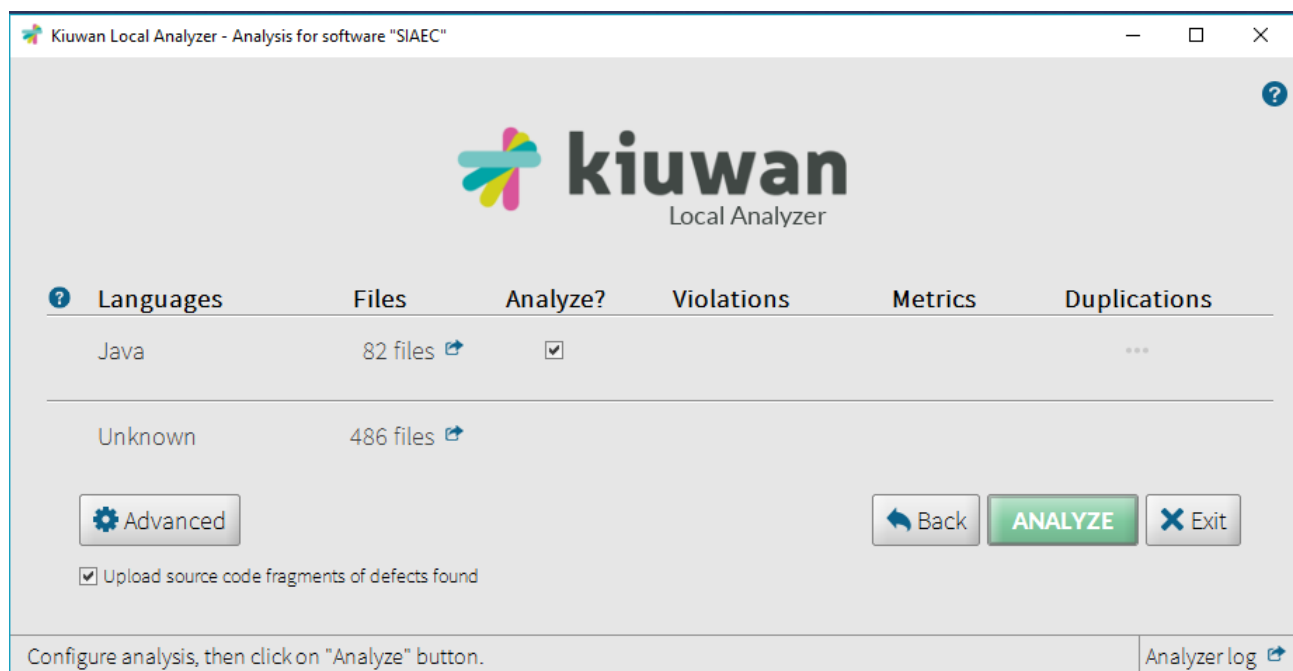 Kiuwan Local Analyzer - Analysis for software "SIAEC"
kiuwan
Local Analyzer
Languages Files Analyze? Violations Metrics Duplications
Java 82 files
Unknown 486 files
Advanced Back ANALYZE Exit
Upload source code fragments of defects found
Configure analysis, then click on "Analyze" button. Analyzer log